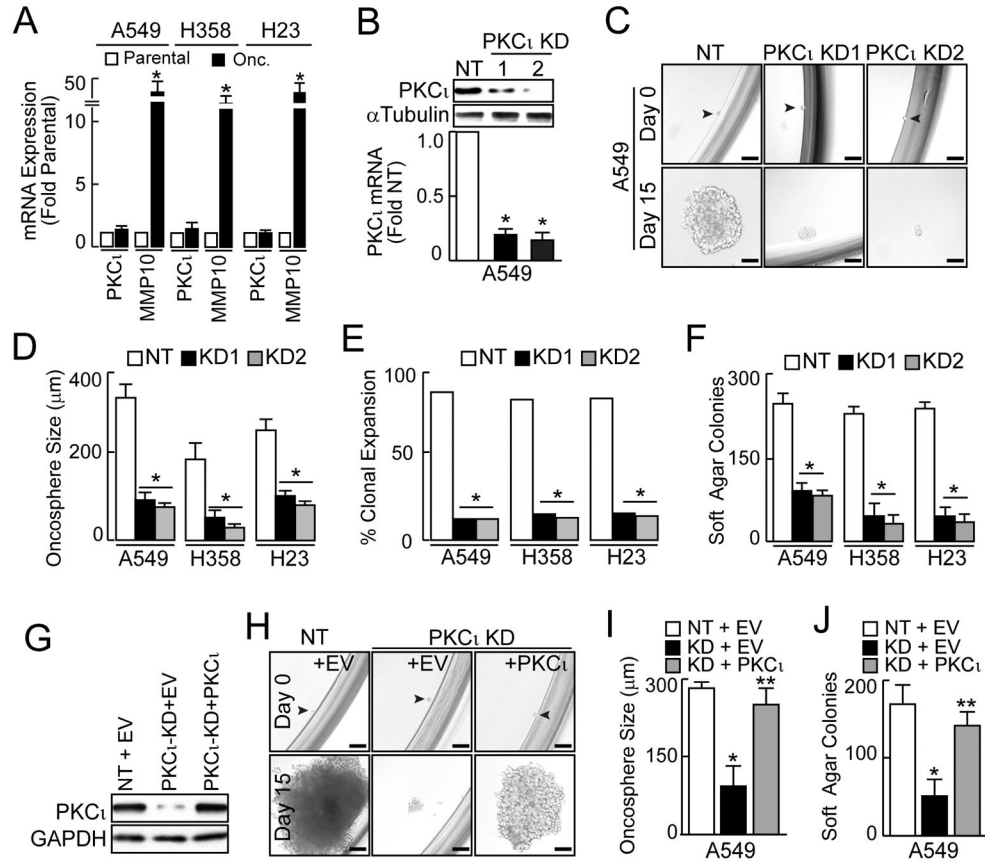 A
A549 H358 H23
Parental Onc.
mRNA Expression
(Fold Parental)
50
10
5
0
* * *
PKCι MMP10 PKCι MMP10 PKCι MMP10
B
PKCι KD
NT 1 2
PKCι
αTubulin
PKCι mRNA
(Fold NT)
1.0
0.5
0
* *
A549
C
NT PKCι KD1 PKCι KD2
A549
Day 0
Day 15
D
NT KD1 KD2
Oncosphere Size (µm)
400
200
0
* * *
A549 H358 H23
E
NT KD1 KD2
% Clonal Expansion
100
50
0
* * *
A549 H358 H23
F
NT KD1 KD2
Soft Agar Colonies
300
150
0
* * *
A549 H358 H23
G
NT + EV PKCι-KD+EV PKCι-KD+PKCι
PKCι
GAPDH
H
NT PKCι KD
+EV +EV +PKCι
Day 0
Day 15
I
NT + EV
KD + EV
KD + PKCι
Oncosphere Size (µm)
300
150
0
* **
A549
J
NT + EV
KD + EV
KD + PKCι
Soft Agar Colonies
200
100
0
* **
A549